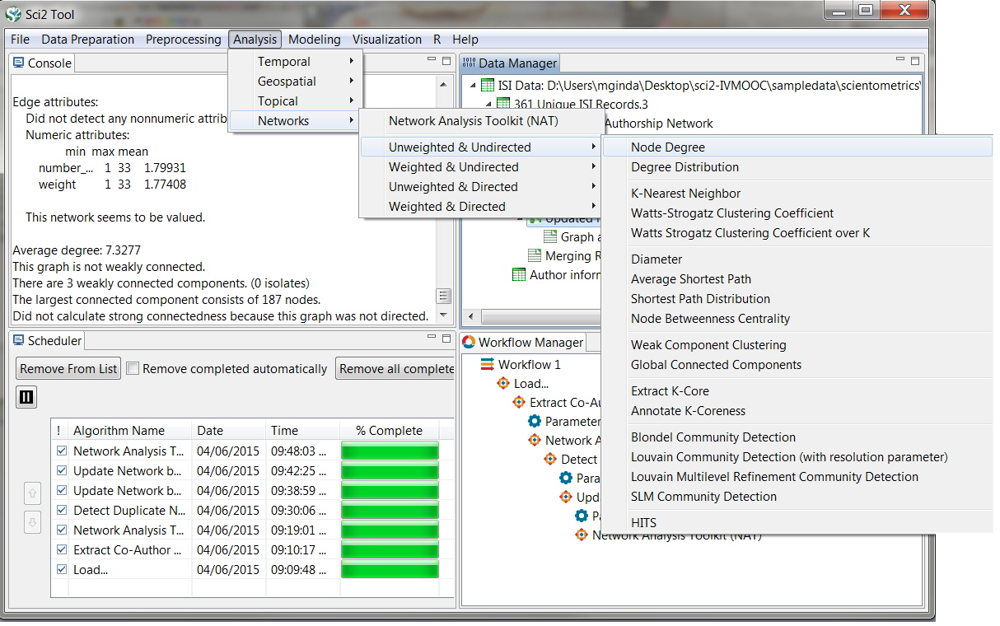 Sci2 Tool
File Data Preparation Preprocessing Analysis Modeling Visualization R Help
Console
Edge attributes:
Did not detect any nonnumeric attrib
Numeric attributes:
min max mean
number_... 1 33 1.79931
weight 1 33 1.77408
This network seems to be valued.
Average degree: 7.3277
This graph is not weakly connected.
There are 3 weakly connected components. (0 isolates)
The largest connected component consists of 187 nodes.
Did not calculate strong connectedness because this graph was not directed.
Temporal
Geospatial
Topical
Networks
Network Analysis Toolkit (NAT)
Unweighted & Undirected
Weighted & Undirected
Unweighted & Directed
Weighted & Directed
Node Degree
Degree Distribution
K-Nearest Neighbor
Watts-Strogatz Clustering Coefficient
Watts Strogatz Clustering Coefficient over K
Diameter
Average Shortest Path
Shortest Path Distribution
Node Betweenness Centrality
Weak Component Clustering
Global Connected Components
Extract K-Core
Annotate K-Coreness
Blondel Community Detection
Louvain Community Detection (with resolution parameter)
Louvain Multilevel Refinement Community Detection
SLM Community Detection
HITS
Data Manager
ISI Data: D:\Users\mginda\Desktop\sci2-IVMOOC\sampledata\scientometrics\
361 Unique ISI Records.3
Authorship Network
Updated
Graph a
Merging R
Author inforr
Scheduler
Remove From List Remove completed automatically Remove all complete
! Algorithm Name Date Time % Complete
Network Analysis T... 04/06/2015 09:48:03 ...
Update Network b... 04/06/2015 09:42:25 ...
Update Network b... 04/06/2015 09:38:59 ...
Detect Duplicate N... 04/06/2015 09:30:06 ...
Network Analysis T... 04/06/2015 09:19:01 ...
Extract Co-Author ... 04/06/2015 09:10:17 ...
Load... 04/06/2015 09:09:48 ...
Workflow Manager
Workflow 1
Load...
Extract Co-Au
Parameter
Network A
Detect
Para
Upd
P
Network Analysis Toolkit (NAT)